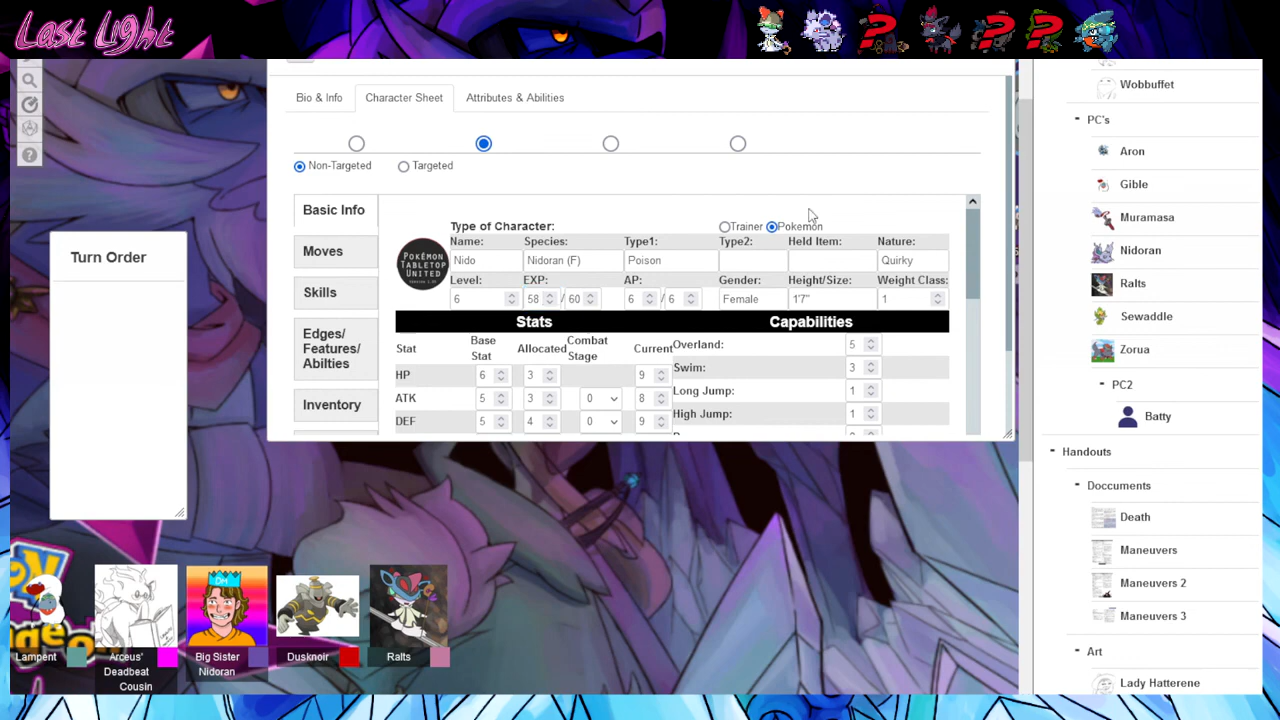 Last Light
? ? ?
Wobbuffet
PC's
Aron
Gible
Muramasa
Nidoran
Ralts
Sewaddle
Zorua
PC2
Batty
Handouts
Doccuments
Death
Maneuvers
Maneuvers 2
Maneuvers 3
Art
Lady Hatterene
Bio & Info Character Sheet Attributes & Abilities
Non-Targeted Targeted
Basic Info
Moves
Skills
Edges/
Features/
Abilties
Inventory
Type of Character: Trainer Pokemon
POKÉMON
TABLETOP
UNITED
Name: Species: Type1: Type2: Held Item: Nature:
Nido Nidoran (F) Poison Quirky
Level: EXP: AP: Gender: Height/Size: Weight Class:
6 58 / 60 6 / 6 Female 1'7" 1
Stats Capabilities
Stat Base Stat Allocated Combat Stage Current
HP 6 3 9
ATK 5 3 0 8
DEF 5 4 0 9
Overland: 5
Swim: 3
Long Jump: 1
High Jump: 1
Turn Order
Lampent
Arceus'
Deadbeat
Cousin
DM
Big Sister
Nidoran
Dusknoir
Ralts